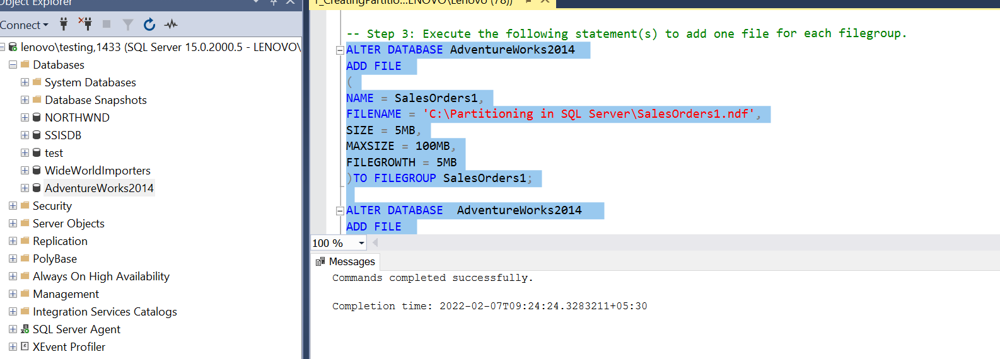 Object Explorer
Connect
lenovo\testing,1433 (SQL Server 15.0.2000.5 - LENOVO\
Databases
System Databases
Database Snapshots
NORTHWND
SSISDB
test
WideWorldImporters
AdventureWorks2014
Security
Server Objects
Replication
PolyBase
Always On High Availability
Management
Integration Services Catalogs
SQL Server Agent
XEvent Profiler
1_CreatingPartitio...LENOVO\Lenovo (78))
-- Step 3: Execute the following statement(s) to add one file for each filegroup.
ALTER DATABASE AdventureWorks2014
ADD FILE
(
NAME = SalesOrders1,
FILENAME = 'C:\Partitioning in SQL Server\SalesOrders1.ndf',
SIZE = 5MB,
MAXSIZE = 100MB,
FILEGROWTH = 5MB
)TO FILEGROUP SalesOrders1;
ALTER DATABASE  AdventureWorks2014
ADD FILE
100 %
Messages
Commands completed successfully.
Completion time: 2022-02-07T09:24:24.3283211+05:30